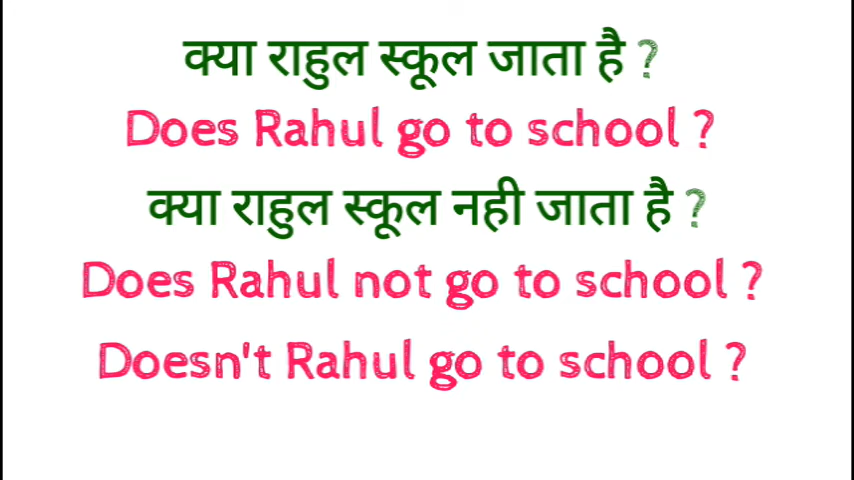 क्या राहुल स्कूल जाता है ?
Does Rahul go to school ?
क्या राहुल स्कूल नही जाता है ?
Does Rahul not go to school ?
Doesn't Rahul go to school ?